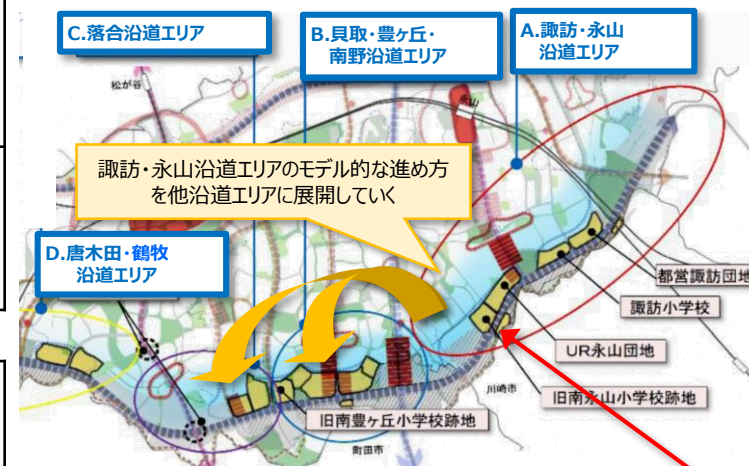 C.落合沿道エリア
B.貝取・豊ヶ丘・
南野沿道エリア
A.諏訪・永山
沿道エリア
松が谷
永山
諏訪・永山沿道エリアのモデル的な進め方
を他沿道エリアに展開していく
D.唐木田・鶴牧
沿道エリア
都営諏訪団地
諏訪小学校
UR永山団地
川崎市
旧南永山小学校跡地
旧南豊ヶ丘小学校跡地
町田市